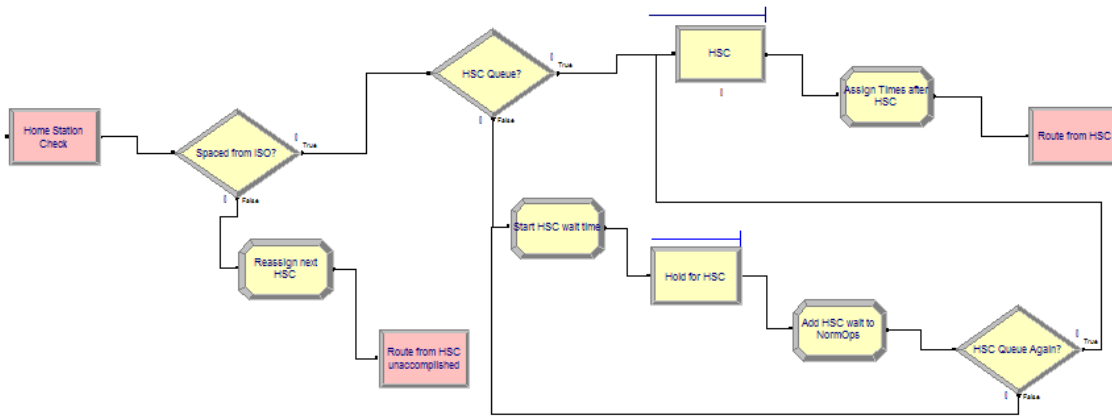 HSC Queue?
True
False
HSC
Assign Times after
HSC
Route from HSC
Home Station
Check
Spaced from ISO?
True
False
Reassign next
HSC
Route from HSC
unaccomplished
Start HSC wait time
Hold for HSC
Add HSC wait to
NormOps
HSC Queue Again?
True
False